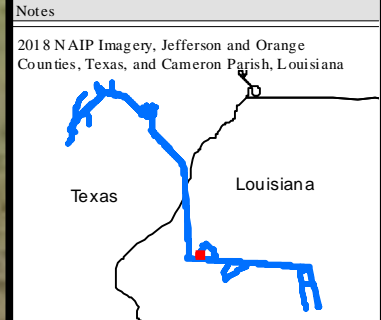 Notes
2018 NAIP Imagery, Jefferson and Orange
Counties, Texas, and Cameron Parish, Louisiana
Louisiana
Texas